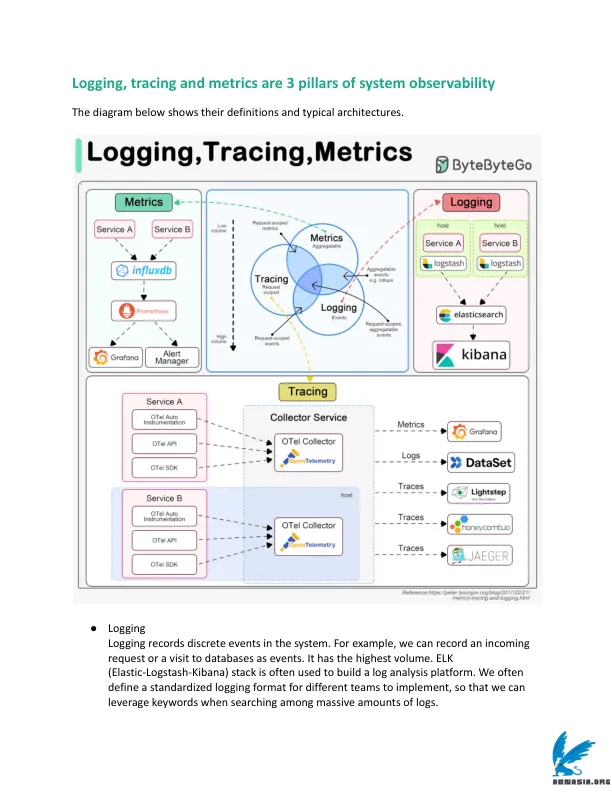 Logging, tracing and metrics are 3 pillars of system observability
The diagram below shows their definitions and typical architectures.
Logging,Tracing,Metrics
ByteByteGo
Metrics
Service A
Service B
influxdb
Prometheus
Grafana
Alert
Manager
Low
volume
High
volume
Request-scoped
metrics
Metrics
Aggregatable
Tracing
Request
scoped
Logging
Events
Aggregatable
events,
e.g. rollups
Request-scoped
events
Request-scoped,
aggregatable
events
Logging
host
host
Service A
Service B
logstash
logstash
elasticsearch
kibana
Tracing
Service A
OTel Auto
Instrumentation
OTel API
OTel SDK
Service B
OTel Auto
Instrumentation
OTel API
OTel SDK
Collector Service
OTel Collector
OpenTelemetry
host
OTel Collector
OpenTelemetry
Metrics
Grafana
Logs
DataSet
Traces
Lightstep
Traces
honeycomb.io
Traces
JAEGER
Reference:https://peter.bourgon.org/blog/2017/02/21/
metrics-tracing-and-logging.html
● Logging
Logging records discrete events in the system. For example, we can record an incoming
request or a visit to databases as events. It has the highest volume. ELK
(Elastic-Logstash-Kibana) stack is often used to build a log analysis platform. We often
define a standardized logging format for different teams to implement, so that we can
leverage keywords when searching among massive amounts of logs.
ABNASIA.ORG